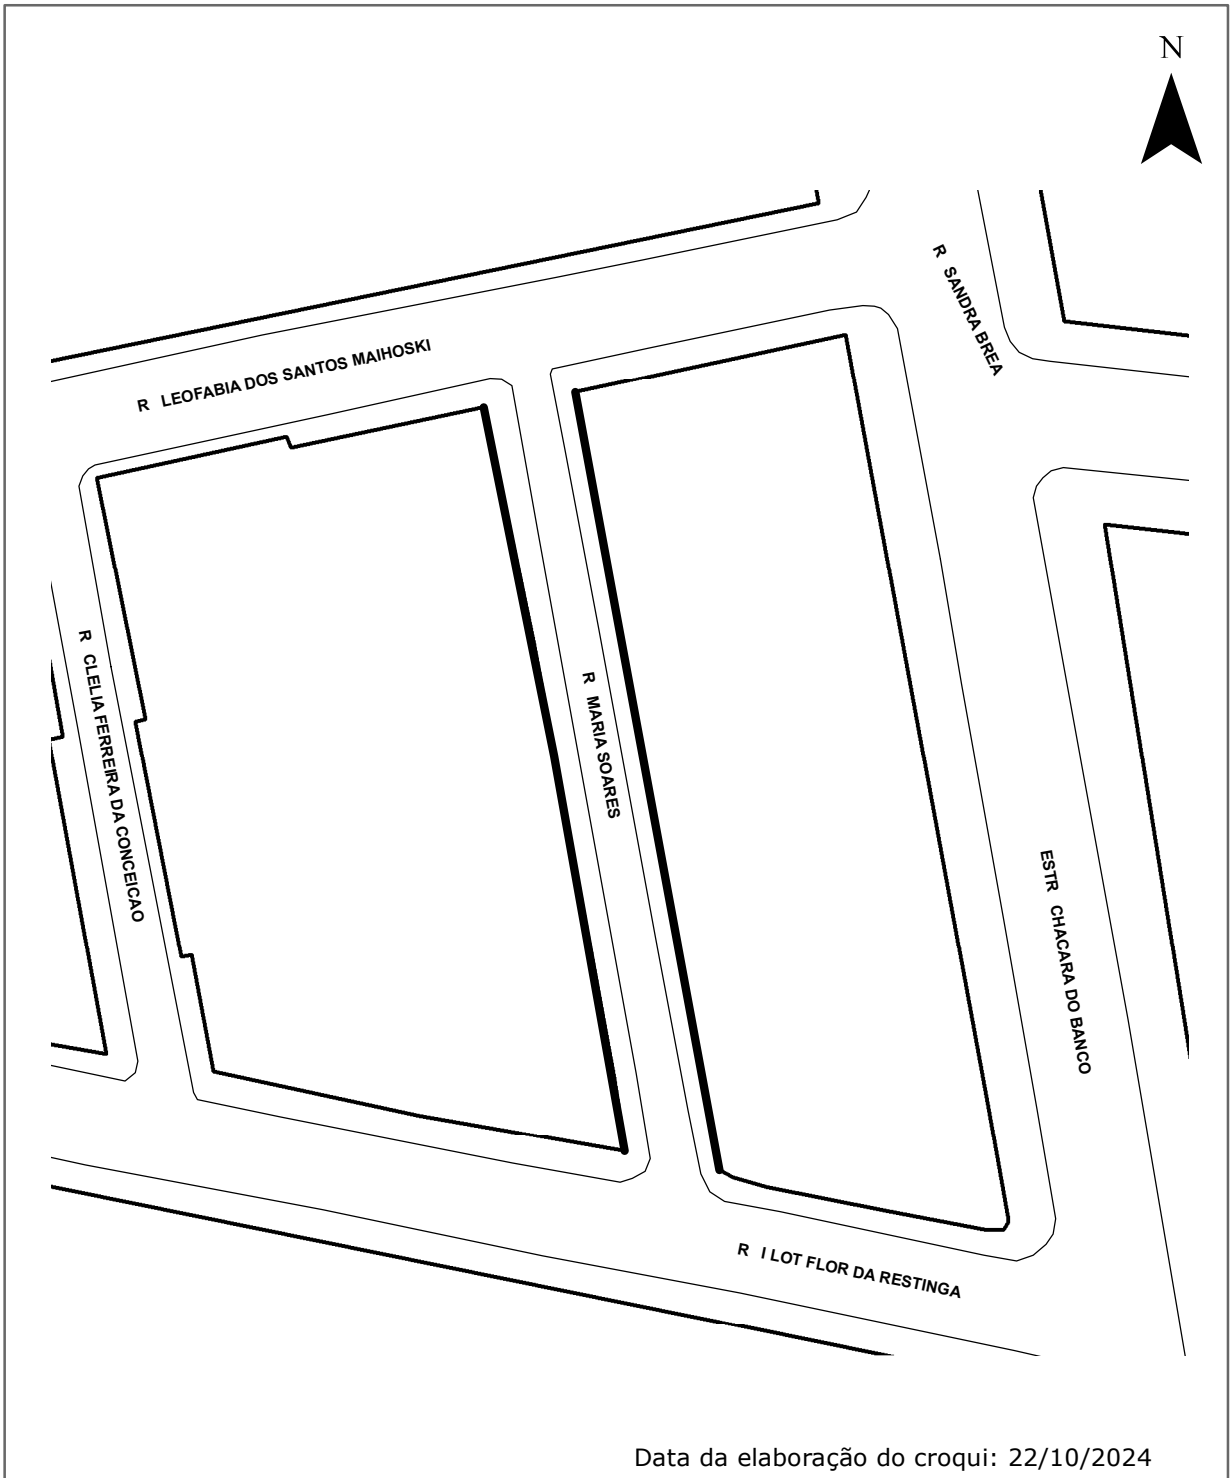 N
R SANDRA BREA
R LEOFABIA DOS SANTOS MAIHOSKI
R CLELIA FERREIRA DA CONCEICAO
R MARIA SOARES
ESTR CHACARA DO BANCO
R I LOT FLOR DA RESTINGA
Data da elaboração do croqui: 22/10/2024